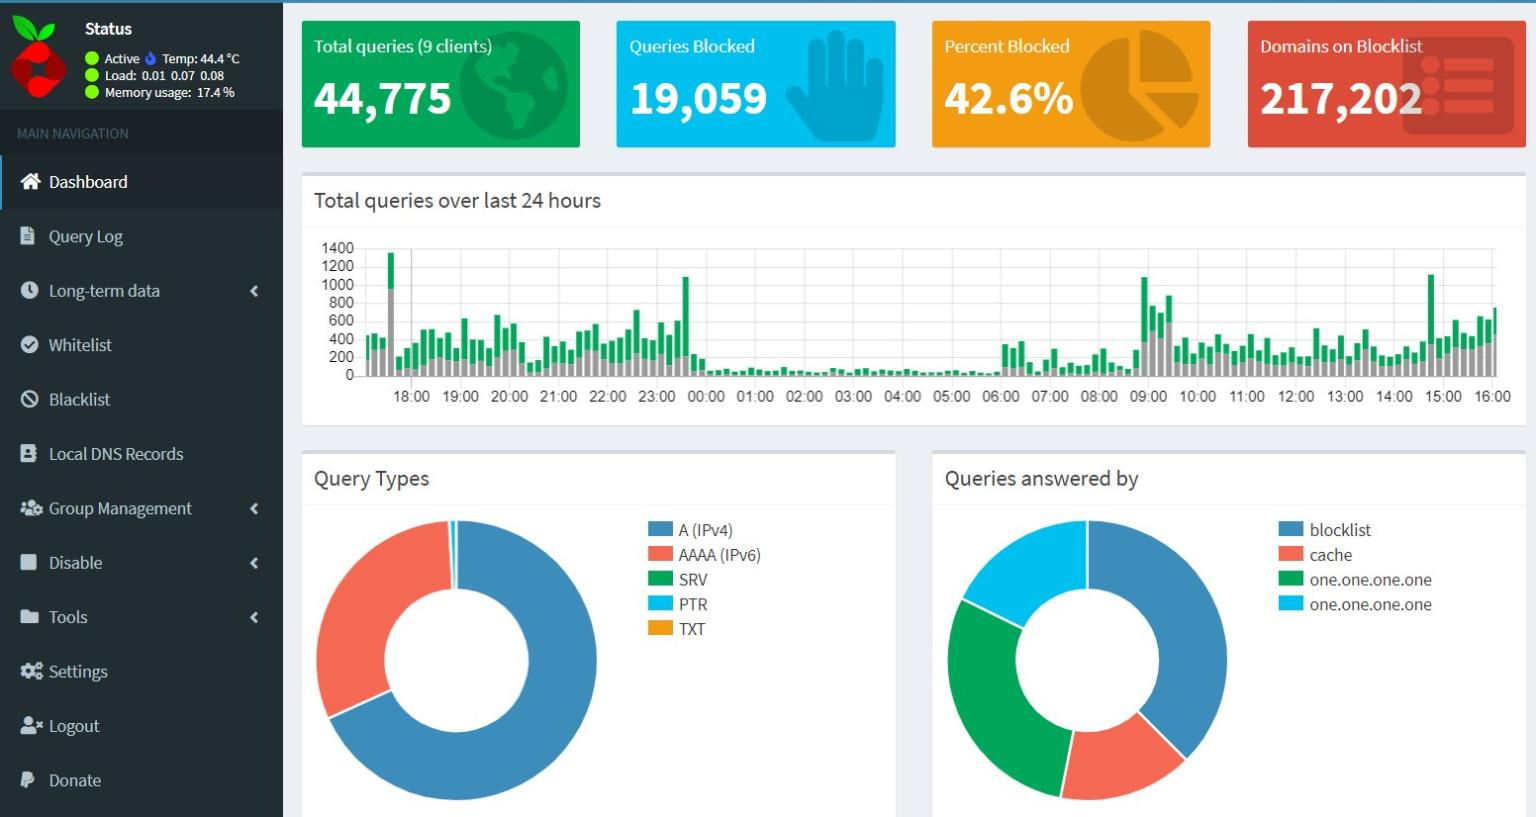 Status
Active Temp: 44.4 °C
Load: 0.01 0.07 0.08
Memory usage: 17.4 %
MAIN NAVIGATION
Dashboard
Query Log
Long-term data
Whitelist
Blacklist
Local DNS Records
Group Management
Disable
Tools
Settings
Logout
Donate
Total queries (9 clients)
44,775
Queries Blocked
19,059
Percent Blocked
42.6%
Domains on Blocklist
217,202
Total queries over last 24 hours
1400
1200
1000
800
600
400
200
0
18:00 19:00 20:00 21:00 22:00 23:00 00:00 01:00 02:00 03:00 04:00 05:00 06:00 07:00 08:00 09:00 10:00 11:00 12:00 13:00 14:00 15:00 16:00
Query Types
A (IPv4)
AAAA (IPv6)
SRV
PTR
TXT
Queries answered by
blocklist
cache
one.one.one.one
one.one.one.one